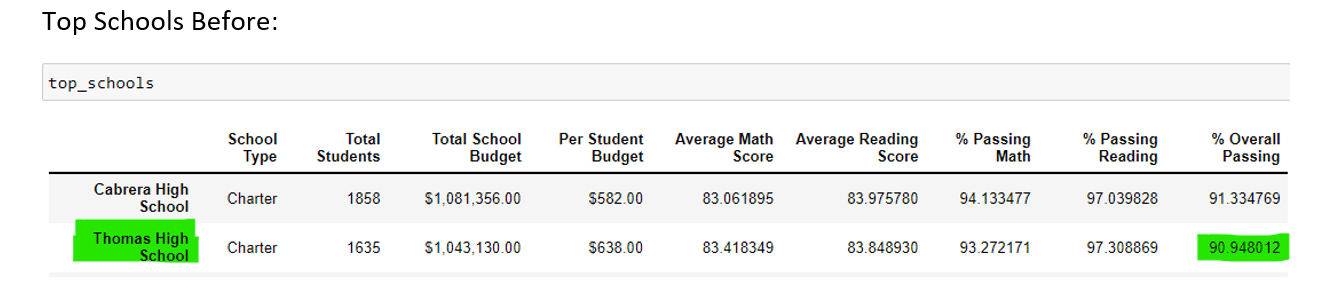 Top Schools Before:
top_schools
School Type Total Students Total School Budget Per Student Budget Average Math Score Average Reading Score % Passing Math % Passing Reading % Overall Passing
Cabrera High School Charter 1858 $1,081,356.00 $582.00 83.061895 83.975780 94.133477 97.039828 91.334769
Thomas High School Charter 1635 $1,043,130.00 $638.00 83.418349 83.848930 93.272171 97.308869 90.948012